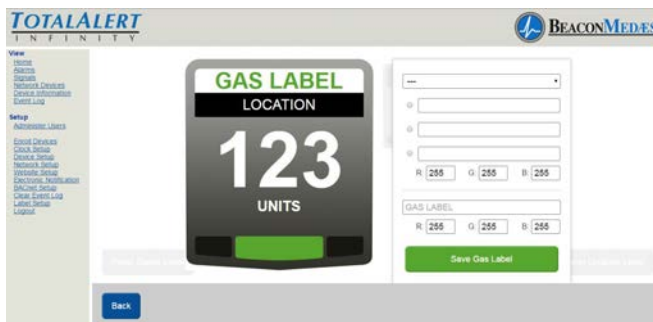 TOTALALERT
INFINITY
BEACONMEDÆS
View
Home
Alarms
Signals
Network Devices
Device Information
Event Log
Setup
Administer Users
Enroll Devices
Clock Setup
Device Setup
Network Setup
Website Setup
Electronic Notification
BACnet Setup
Clear Event Log
Label Setup
Logout
GAS LABEL
LOCATION
123
UNITS
----
R: 255 G: 255 B: 255
GAS LABEL
R: 255 G: 255 B: 255
Save Gas Label
Back